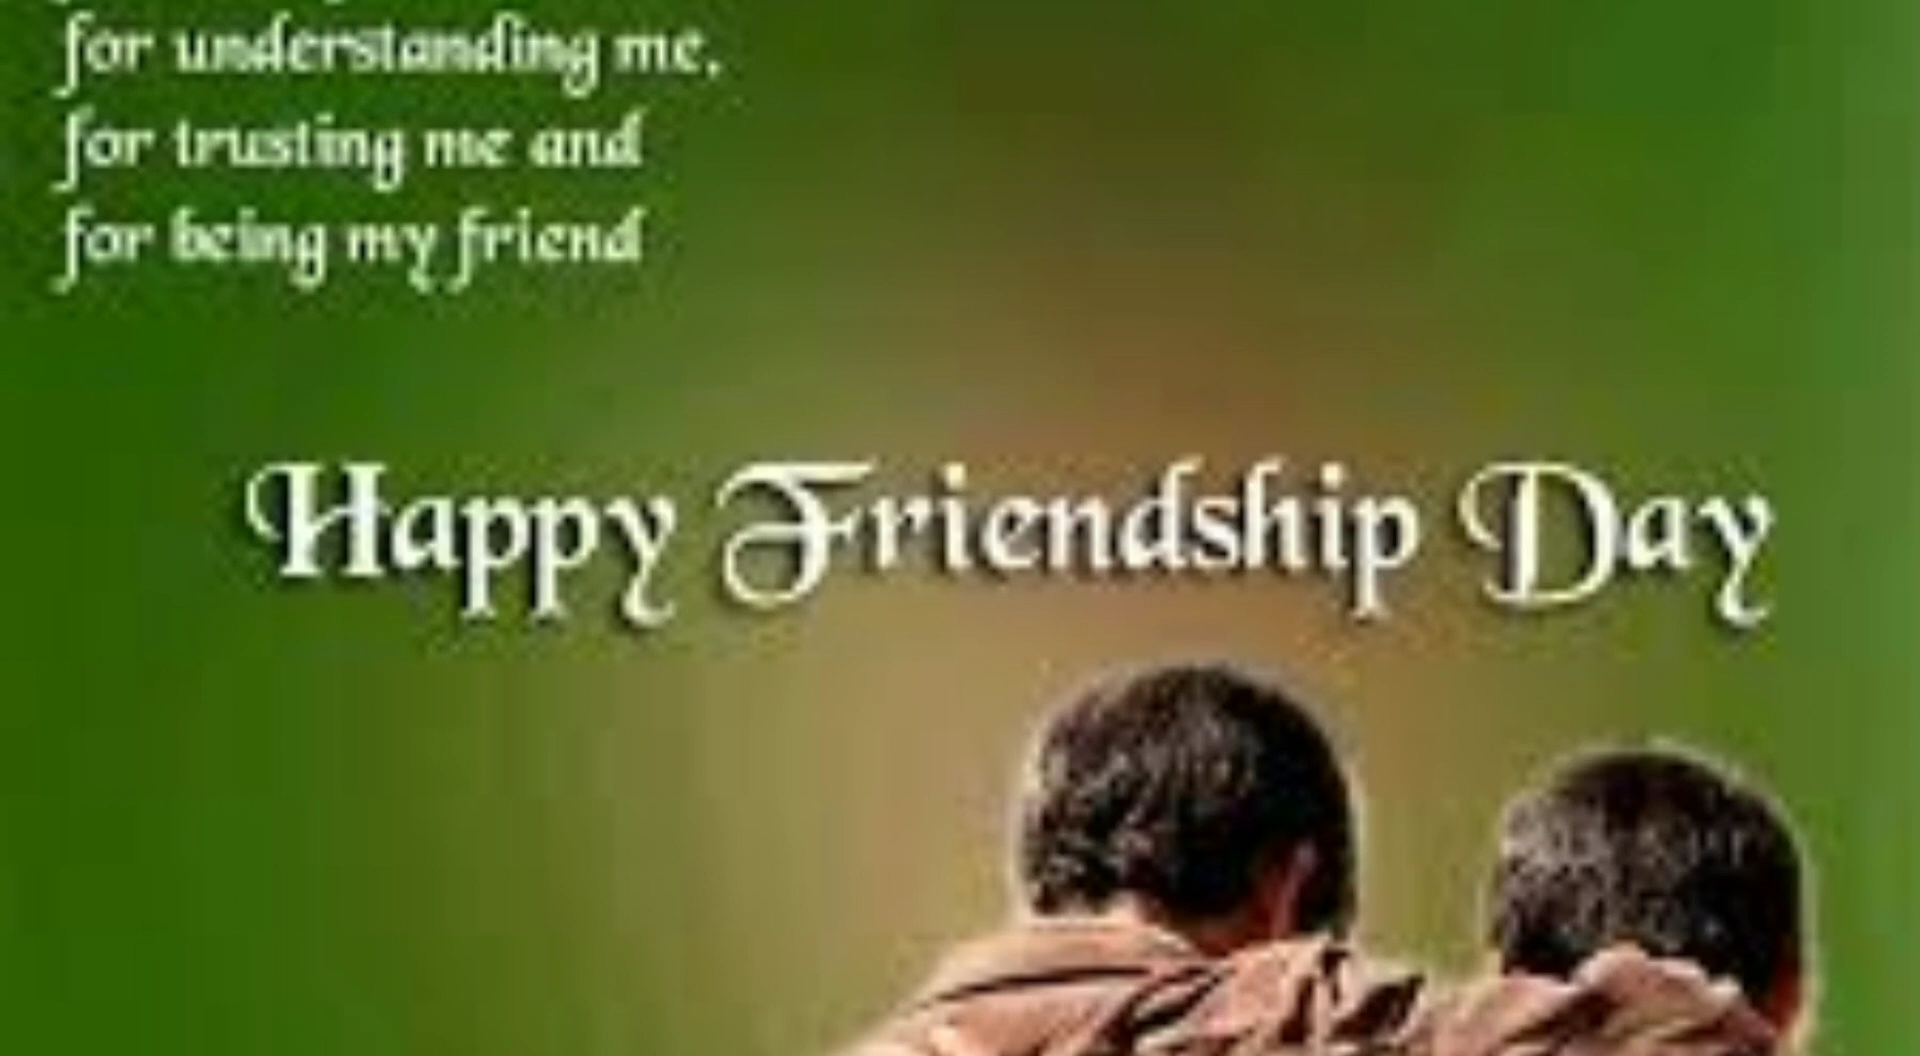 for understanding me,
for trusting me and
for being my friend
Happy Friendship Day